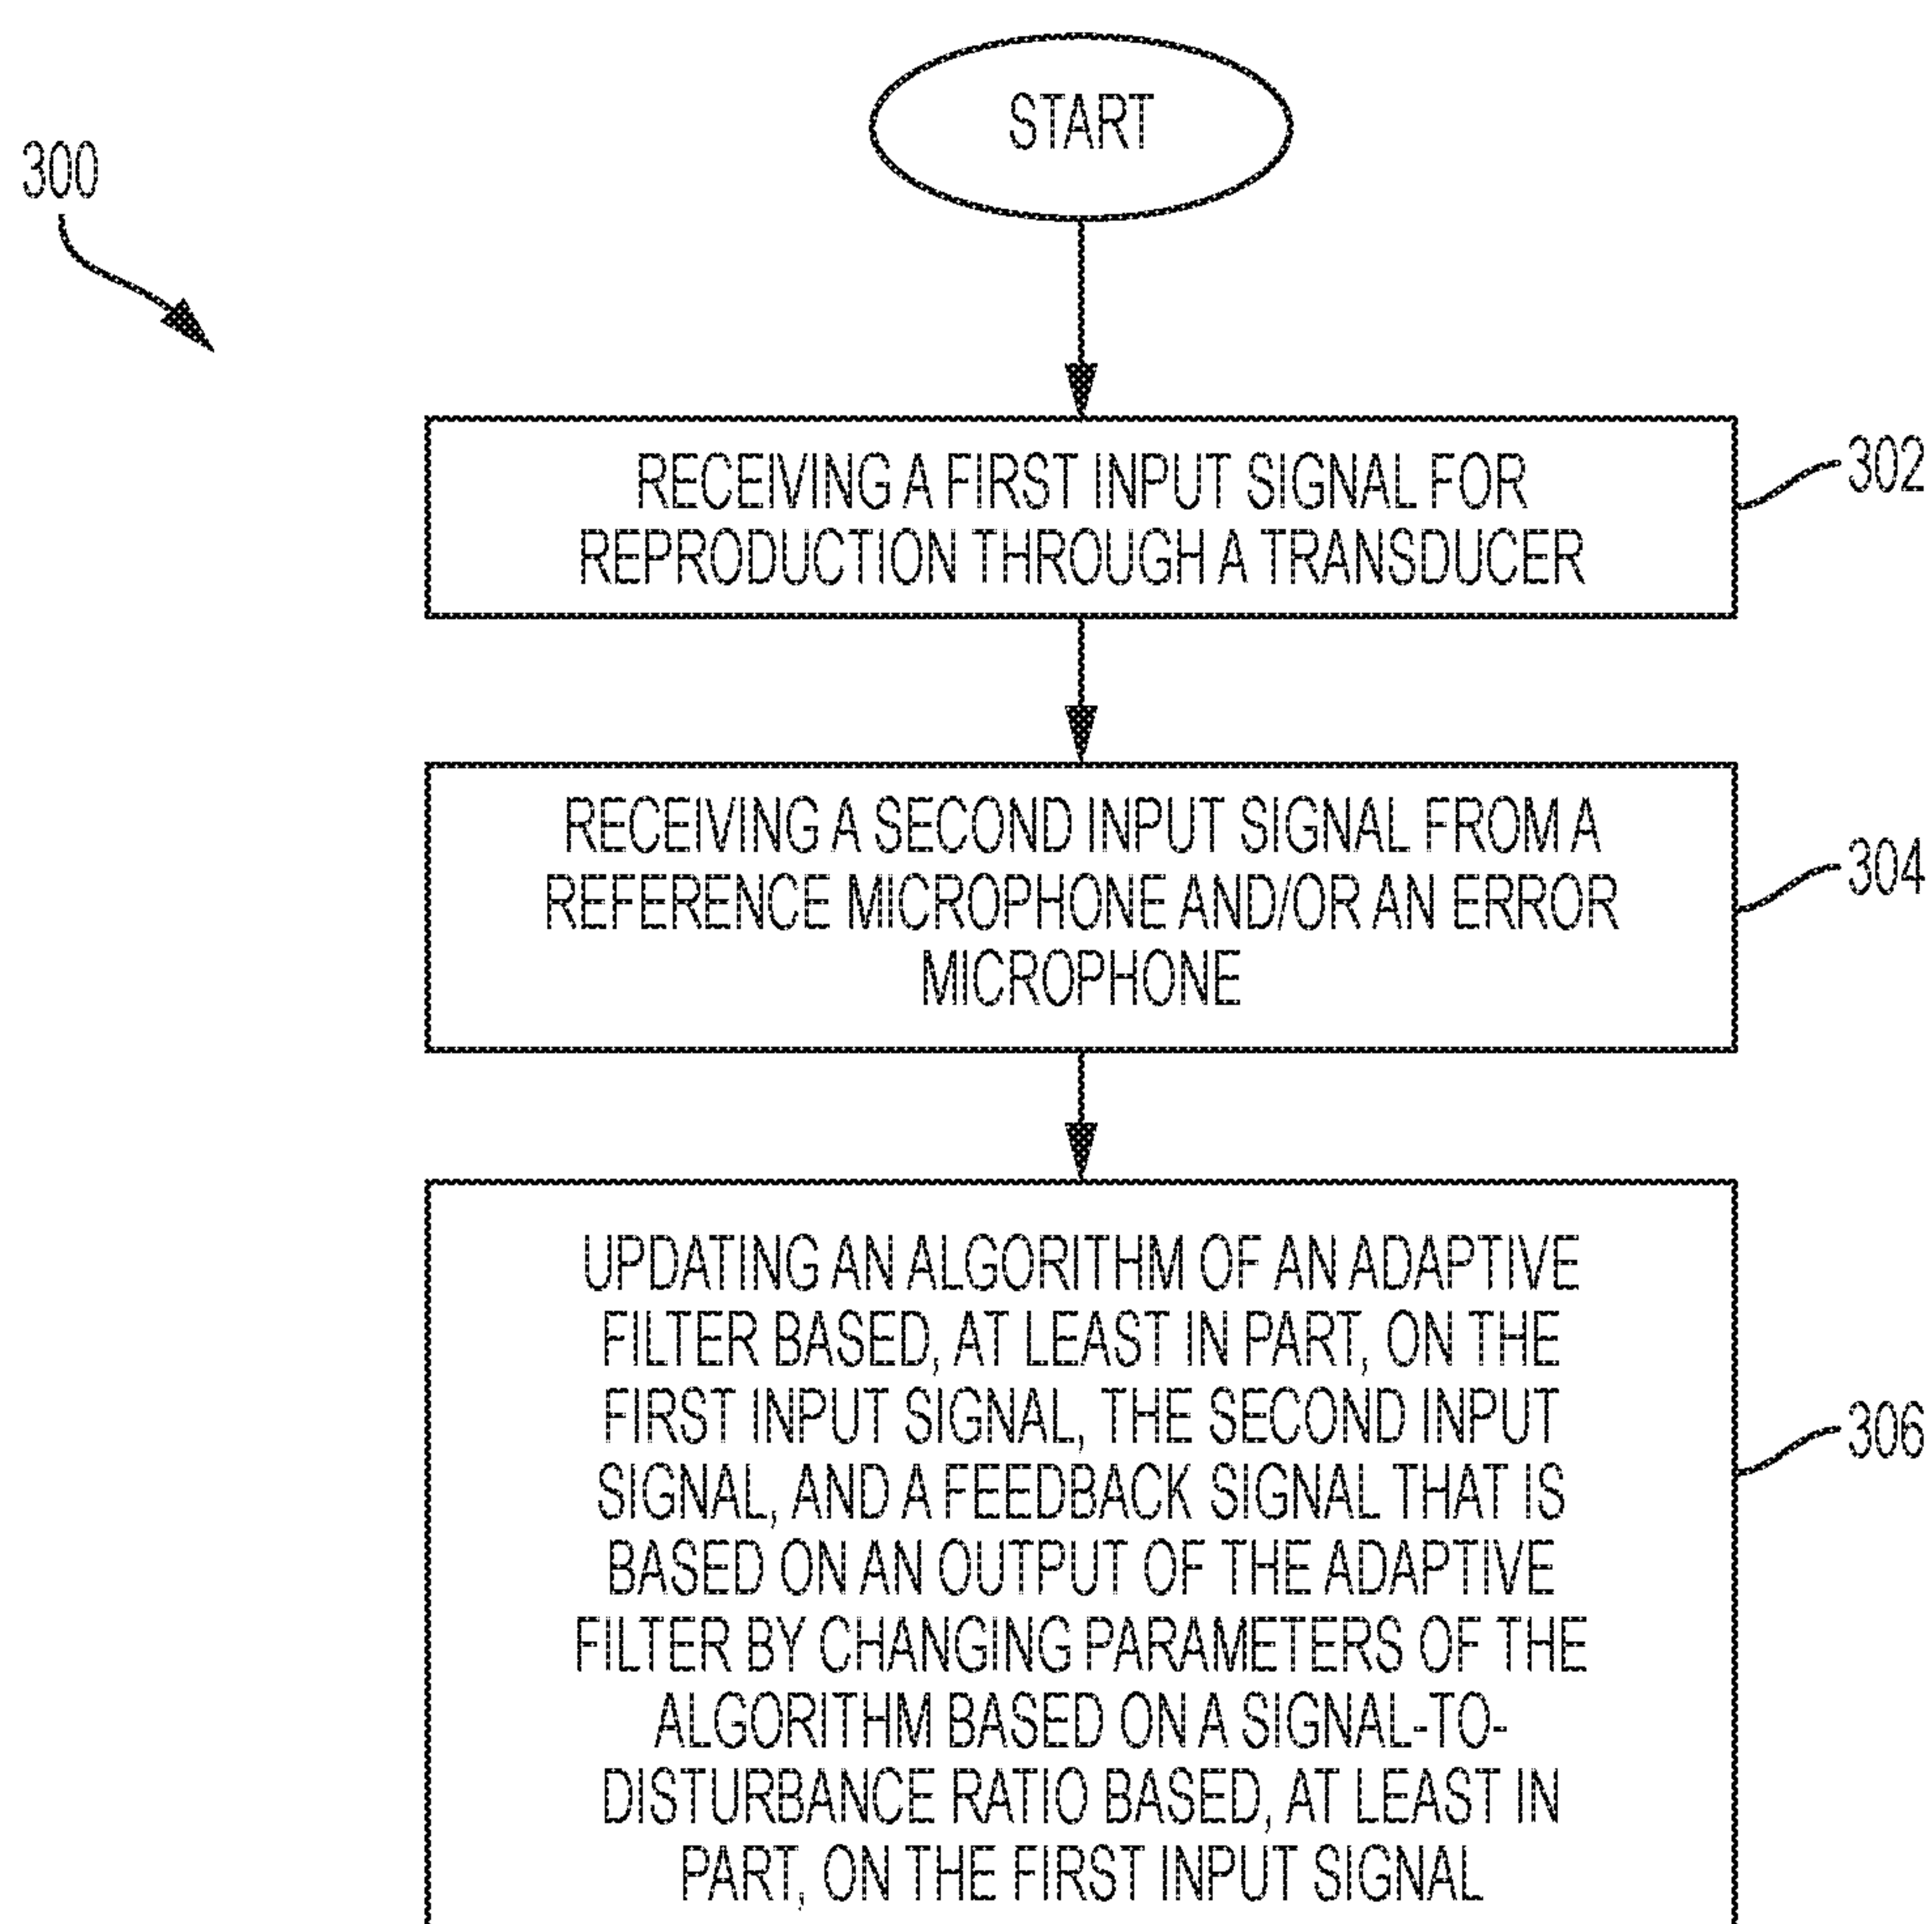 START
300
RECEIVING A FIRST INPUT SIGNAL FOR
REPRODUCTION THROUGH A TRANSDUCER
302
RECEIVING A SECOND INPUT SIGNAL FROM A
REFERENCE MICROPHONE AND/OR AN ERROR
MICROPHONE
304
UPDATING AN ALGORITHM OF AN ADAPTIVE
FILTER BASED, AT LEAST IN PART, ON THE
FIRST INPUT SIGNAL, THE SECOND INPUT
SIGNAL, AND A FEEDBACK SIGNAL THAT IS
BASED ON AN OUTPUT OF THE ADAPTIVE
FILTER BY CHANGING PARAMETERS OF THE
ALGORITHM BASED ON A SIGNAL-TO-
DISTURBANCE RATIO BASED, AT LEAST IN
PART, ON THE FIRST INPUT SIGNAL
306